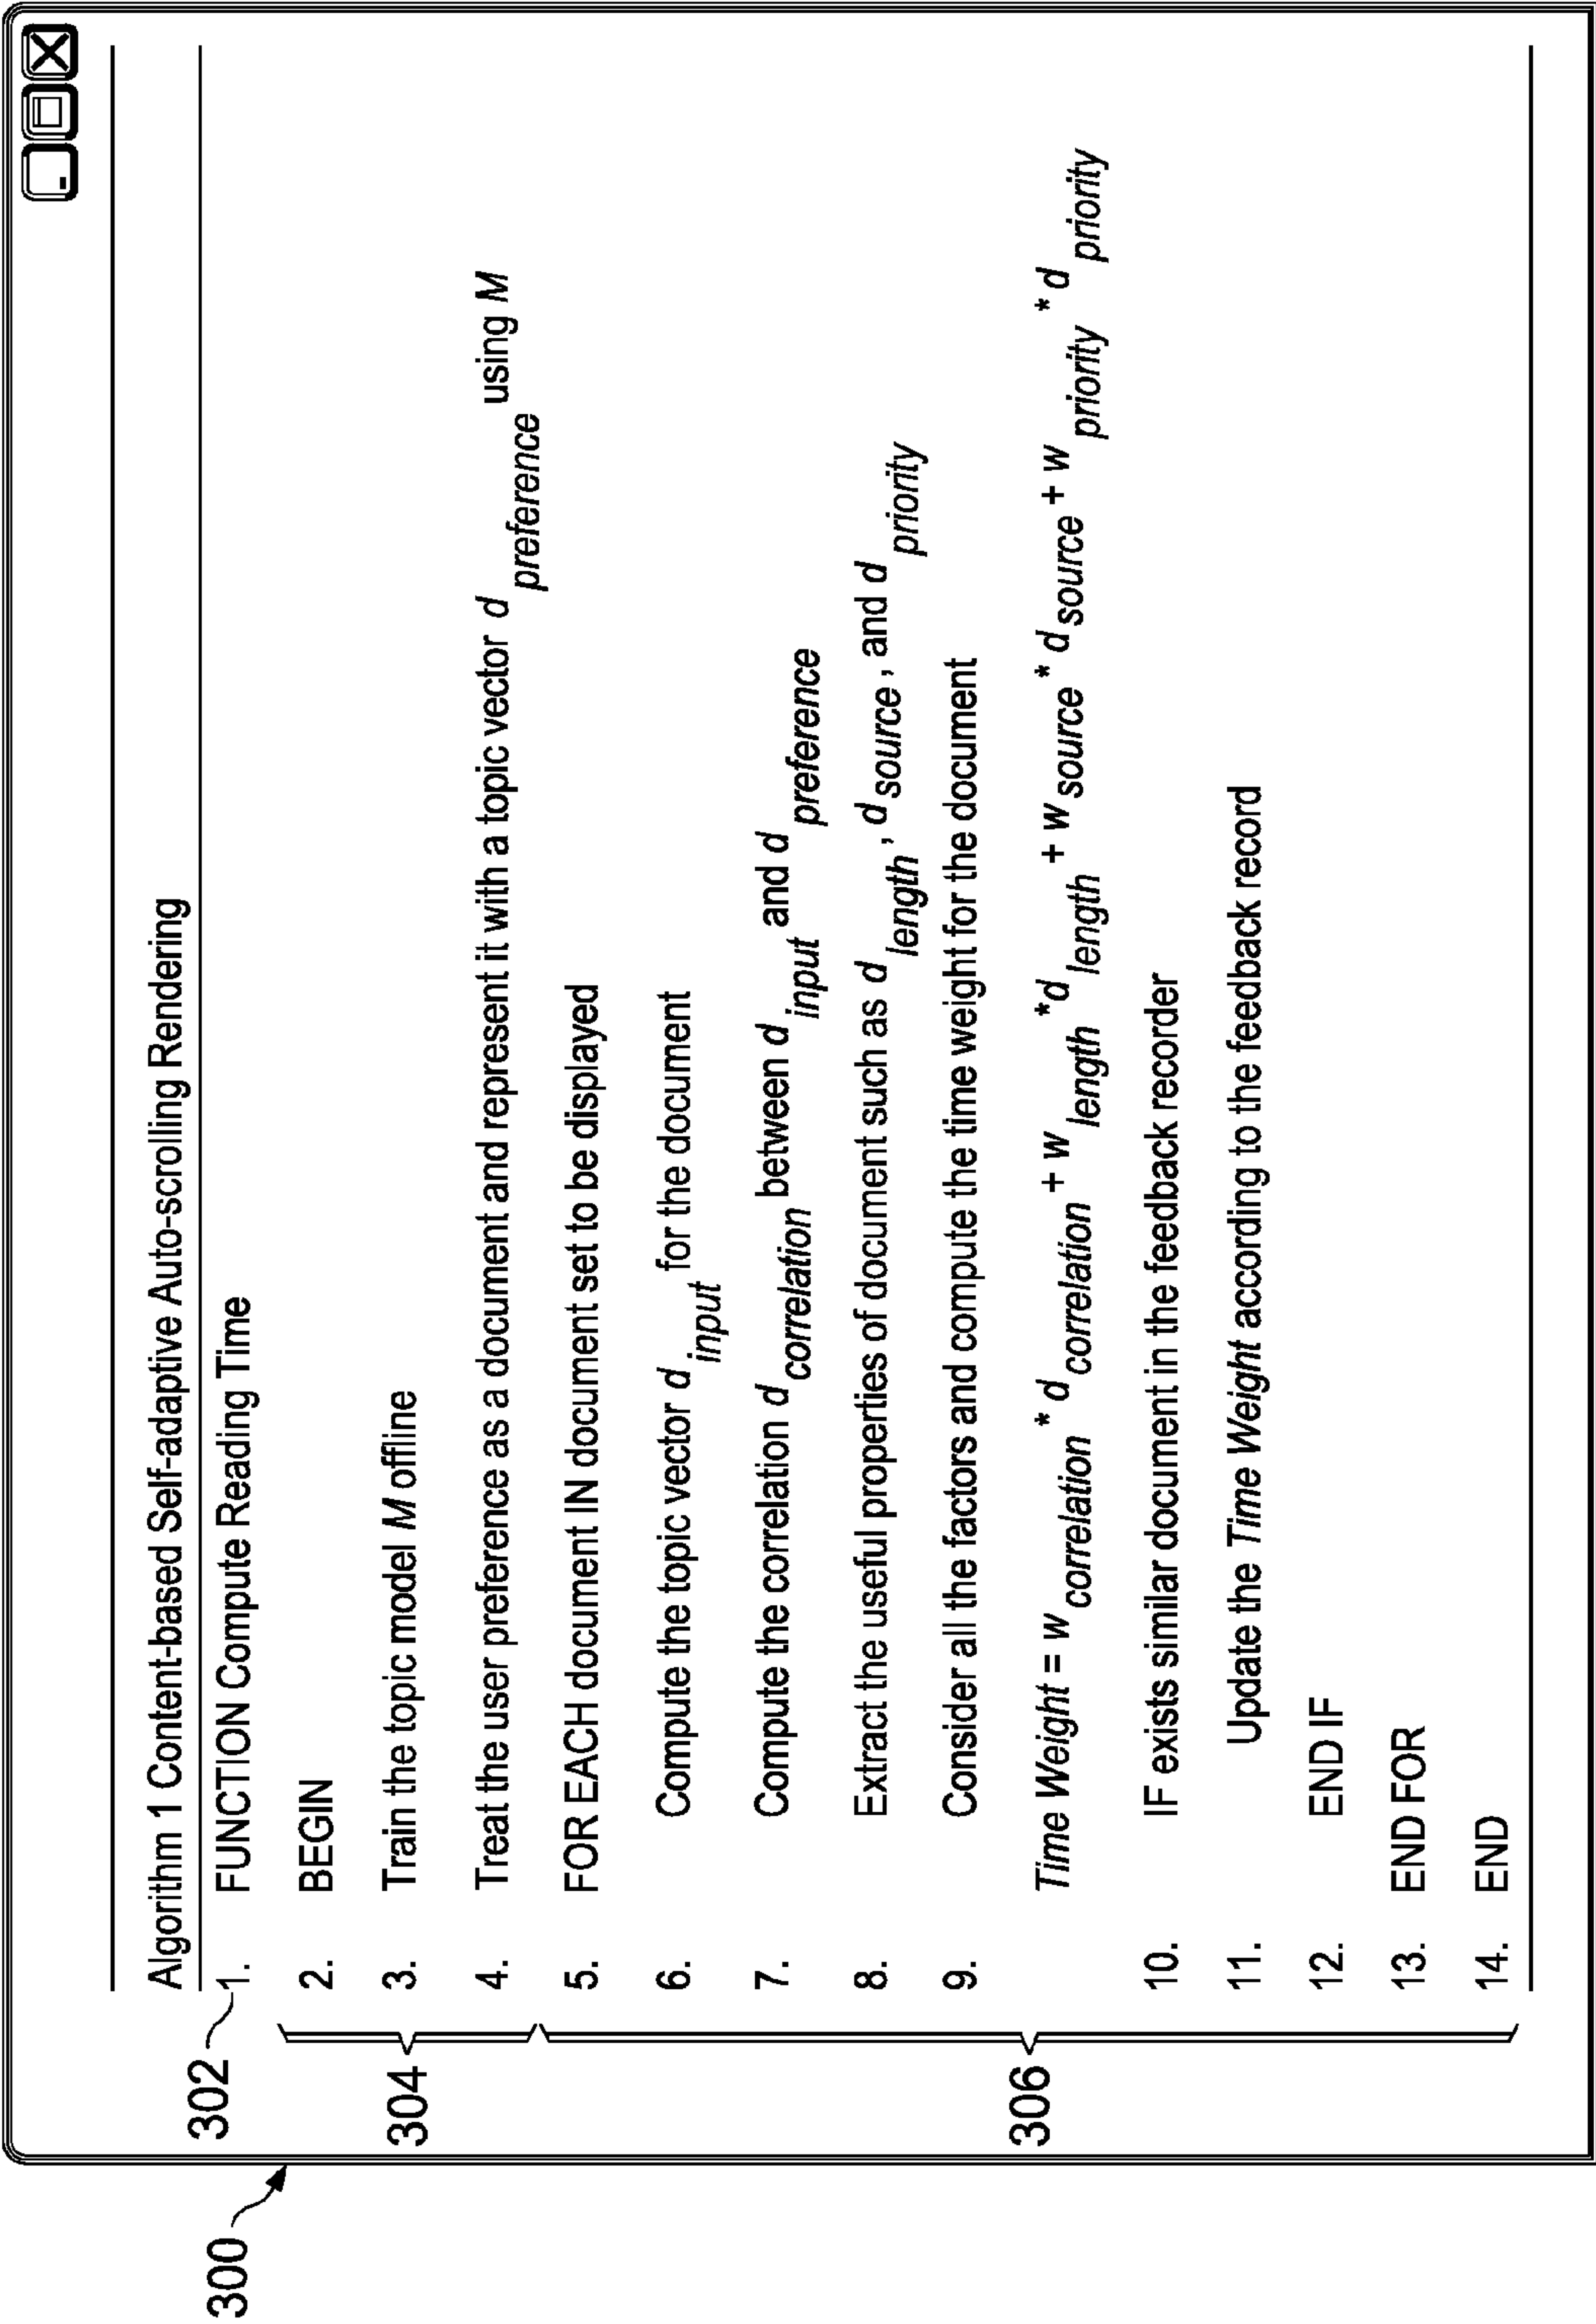 300
302
304
306
Algorithm 1 Content-based Self-adaptive Auto-scrolling Rendering
1. FUNCTION Compute Reading Time
2. BEGIN
3. Train the topic model M offline
4. Treat the user preference as a document and represent it with a topic vector d preference using M
5. FOR EACH document IN document set to be displayed
6. Compute the topic vector d input for the document
7. Compute the correlation d correlation between d input and d preference
8. Extract the useful properties of document such as d length, d source, and d priority
9. Consider all the factors and compute the time weight for the document
Time Weight = w correlation * d correlation + w length *d length + w source * d source + w priority * d priority
10. IF exists similar document in the feedback recorder
11. Update the Time Weight according to the feedback record
12. END IF
13. END FOR
14. END